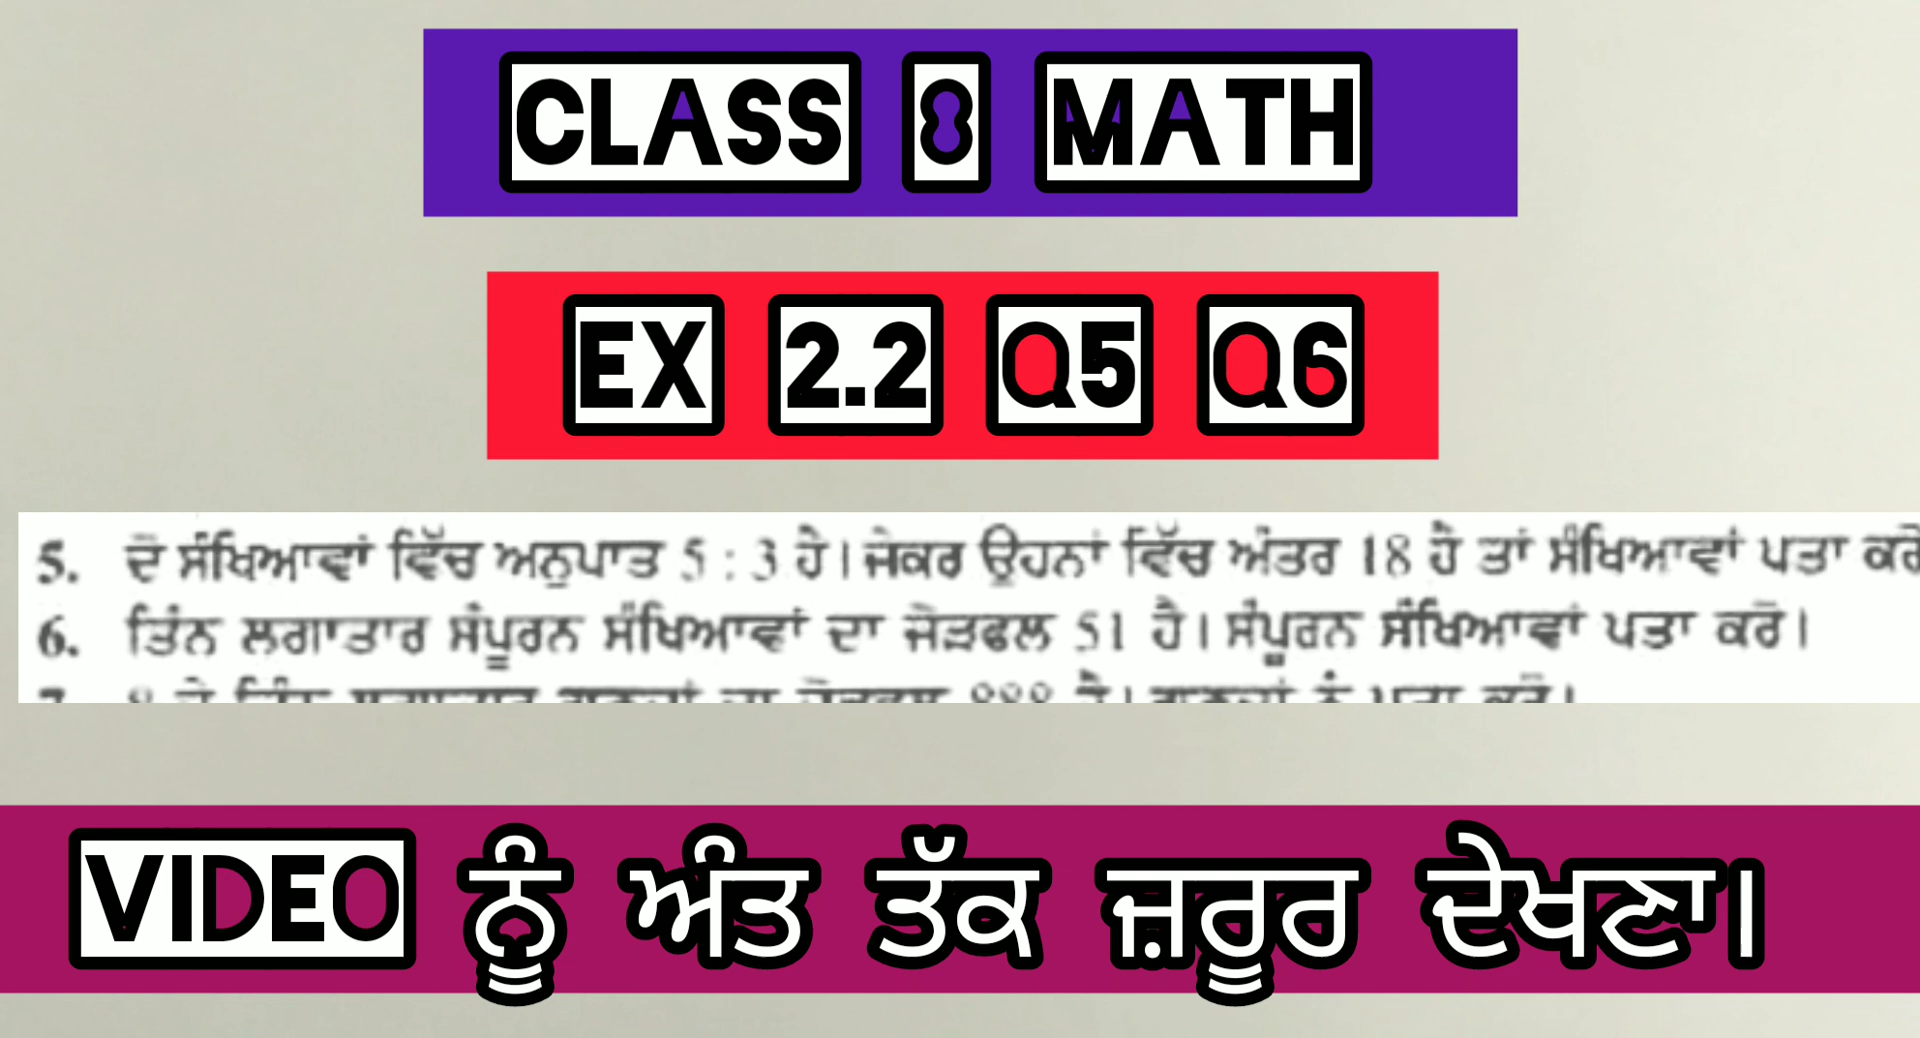 CLASS 8 MATH
EX 2.2 Q5 Q6
5. ਦੋ ਸੰਖਿਆਵਾਂ ਵਿੱਚ ਅਨੁਪਾਤ 5 : 3 ਹੈ। ਜੇਕਰ ਉਹਨਾਂ ਵਿੱਚ ਅੰਤਰ 18 ਹੈ ਤਾਂ ਸੰਖਿਆਵਾਂ ਪਤਾ ਕਰੋ
6. ਤਿੰਨ ਲਗਾਤਾਰ ਸੰਪੂਰਨ ਸੰਖਿਆਵਾਂ ਦਾ ਜੋੜਫਲ 51 ਹੈ। ਸੰਪੂਰਨ ਸੰਖਿਆਵਾਂ ਪਤਾ ਕਰੋ।
VIDEO ਨੂੰ ਅੰਤ ਤੱਕ ਜ਼ਰੂਰ ਦੇਖਣਾ।